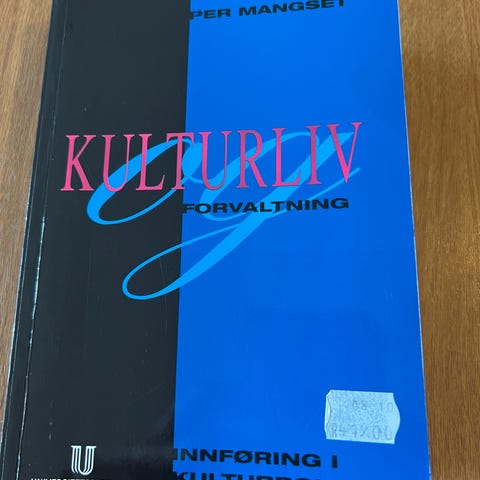 PER MANGSET
KULTURLIV
og
FORVALTNING
INNFØRING I
U